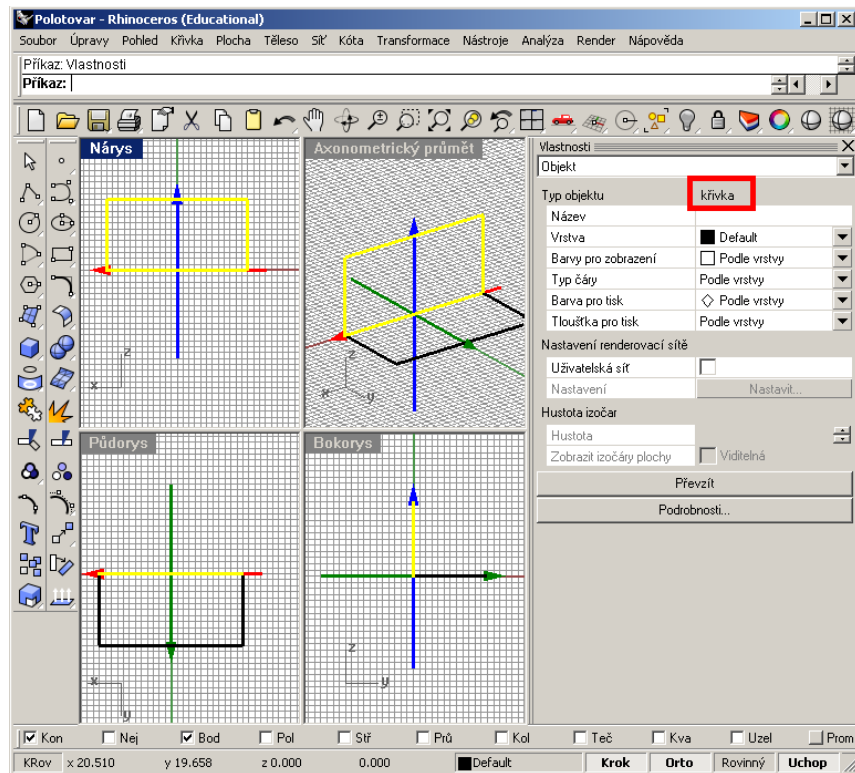 Polotovar - Rhinoceros (Educational)
Soubor Úpravy Pohled Křivka Plocha Těleso Síť Kóta Transformace Nástroje Analýza Render Nápověda
Příkaz: Vlastnosti
Příkaz:
Nárys
Axonometrický průmět
z
x
z
x
y
Půdorys
Bokorys
x
y
z
y
Vlastnosti
Objekt
Typ objektu křivka
Název
Vrstva Default
Barvy pro zobrazení Podle vrstvy
Typ čáry Podle vrstvy
Barva pro tisk Podle vrstvy
Tloušťka pro tisk Podle vrstvy
Nastavení renderovací sítě
Uživatelská síť
Nastavení Nastavit...
Hustota izočar
Hustota
Zobrazit izočáry plochy Viditelná
Převzít
Podrobnosti...
Kon Nej Bod Pol Stř Prů Kol Teč Kva Uzel Prom
KRov x 20.510 y 19.658 z 0.000 0.000 Default Krok Orto Rovinný Uchop